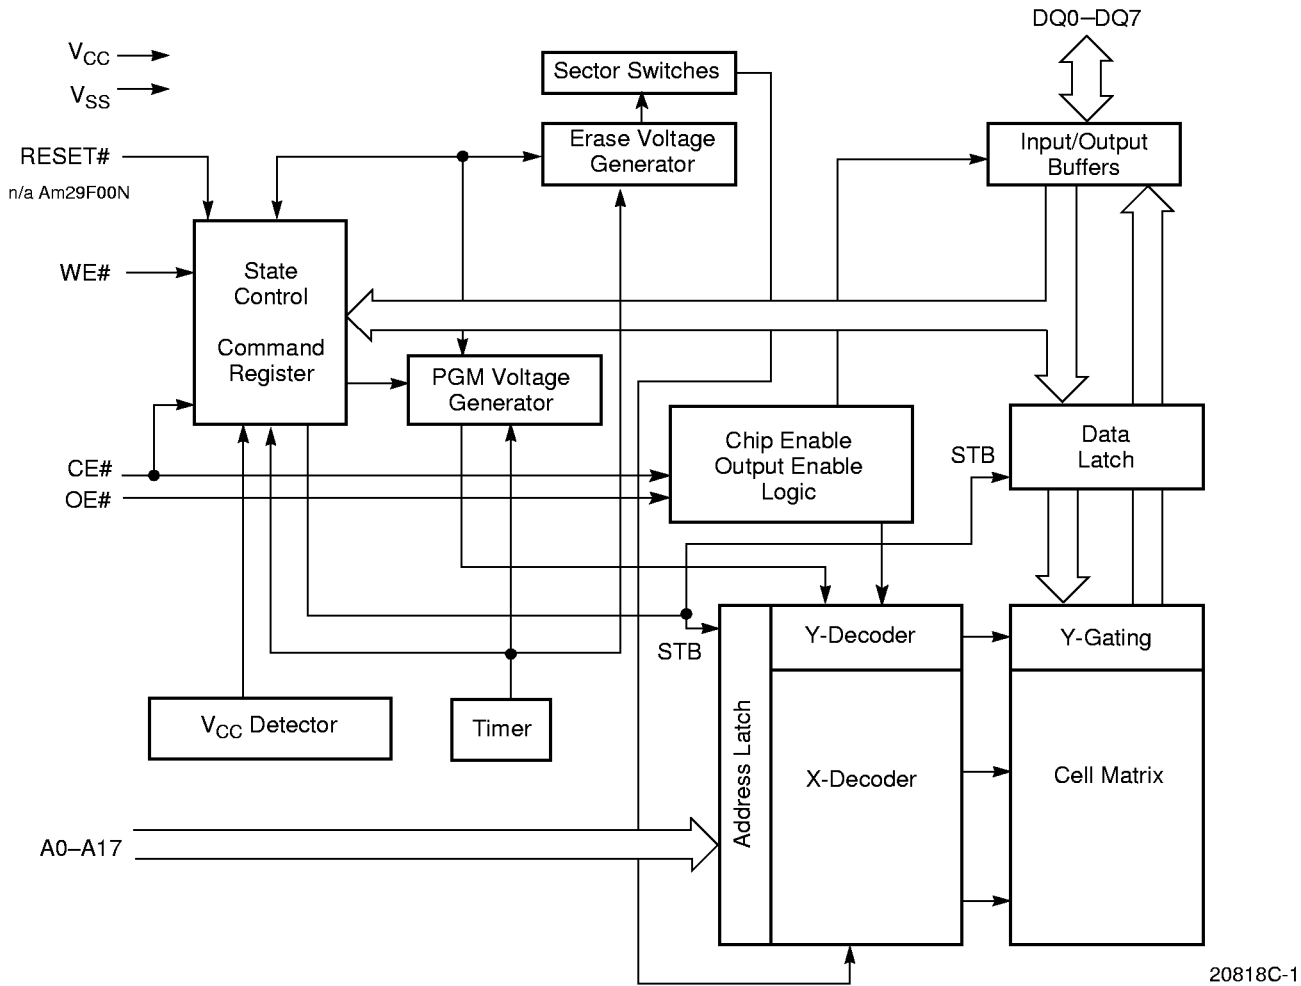 DQ0–DQ7
VCC
VSS
Sector Switches
RESET#
n/a Am29F00N
Erase Voltage
Generator
Input/Output
Buffers
WE#
State
Control
Command
Register
PGM Voltage
Generator
CE#
OE#
Chip Enable
Output Enable
Logic
STB
Data
Latch
STB
Y-Decoder
Y-Gating
VCC Detector
Timer
Address Latch
X-Decoder
Cell Matrix
A0–A17
20818C-1